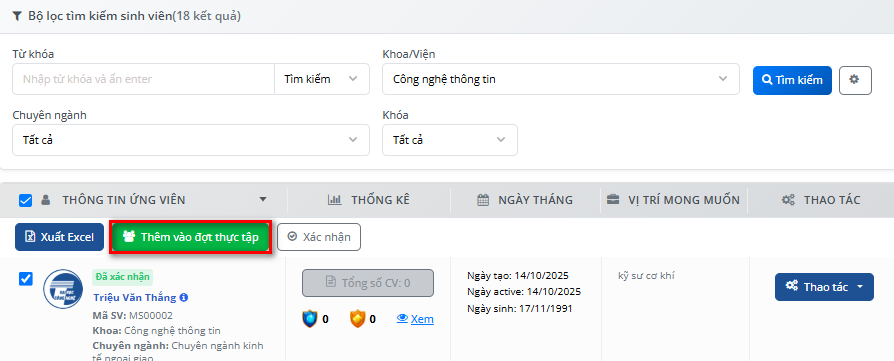 Bộ lọc tìm kiếm sinh viên(18 kết quả)
Từ khóa
Khoa/Viện
Nhập từ khóa và ấn enter
Tìm kiếm
Công nghệ thông tin
Tìm kiếm
Chuyên ngành
Khóa
Tất cả
Tất cả
THÔNG TIN ỨNG VIÊN
THỐNG KÊ
NGÀY THÁNG
VỊ TRÍ MONG MUỐN
THAO TÁC
Xuất Excel
Thêm vào đợt thực tập
Xác nhận
Đã xác nhận
Triệu Văn Thắng
Mã SV: MS00002
Khoa: Công nghệ thông tin
Chuyên ngành: Chuyên ngành kinh
tế ngoại giao
Tổng số CV: 0
0
0
Xem
Ngày tạo: 14/10/2025
Ngày active: 14/10/2025
Ngày sinh: 17/11/1991
kỹ sư cơ khí
Thao tác